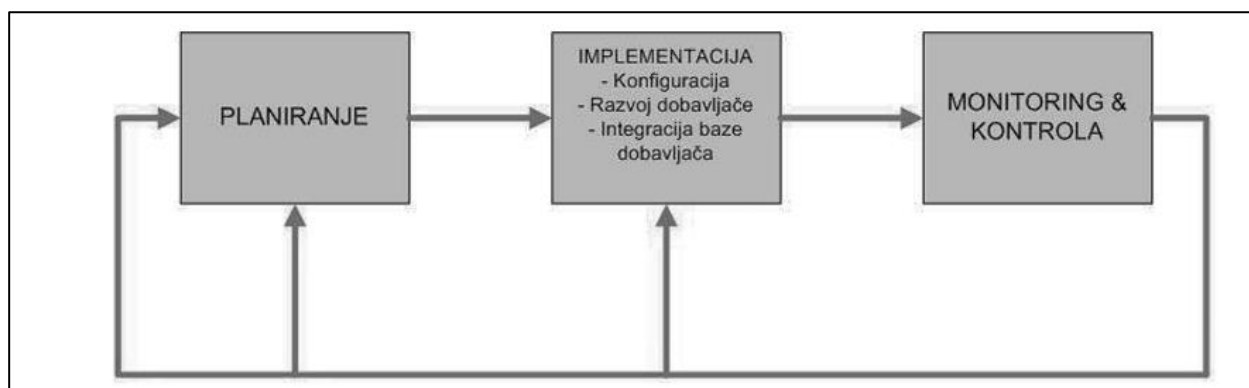 PLANIRANJE
IMPLEMENTACIJA
- Konfiguracija
- Razvoj dobavljače
- Integracija baze
dobavljača
MONITORING &
KONTROLA